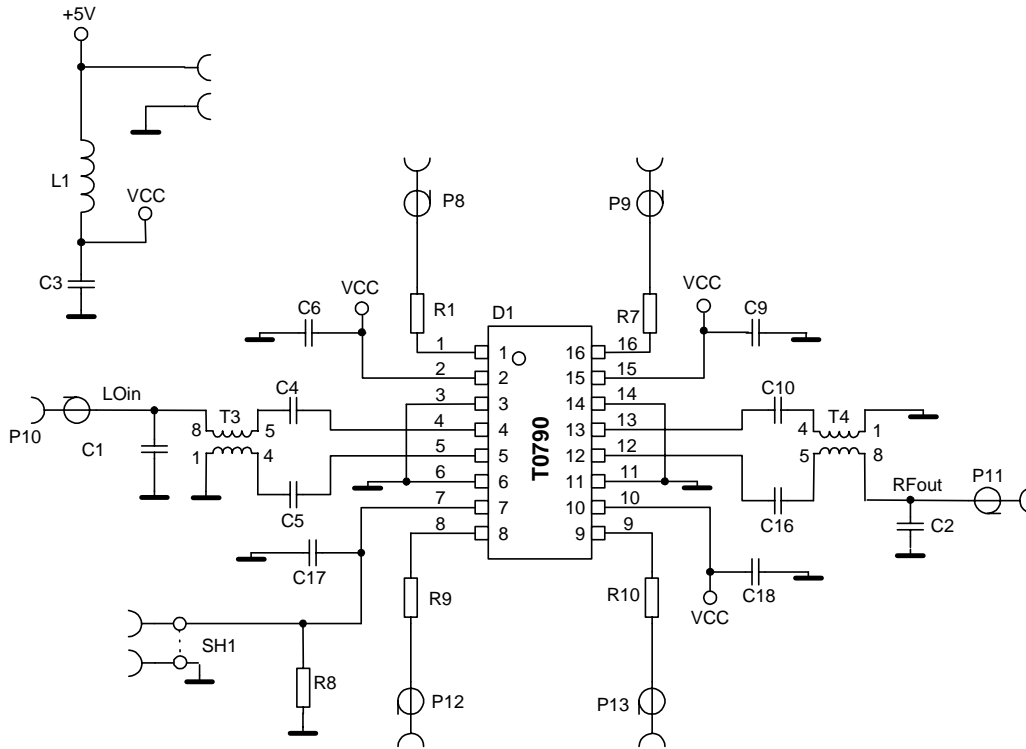 +5V
L1
VCC
P8
P9
C3
VCC
VCC
C6
R1
D1
R7
C9
1
1
16
16
2
2
15
15
LOin
C4
3
3
14
14
C10
T4
P10
C1
8
T3
5
4
4
13
13
4
1
1
4
5
5
T0790
12
12
5
8
RFout
P11
6
6
11
11
C5
7
7
10
10
C16
C2
8
8
9
9
C17
R9
R10
VCC
C18
SH1
R8
P12
P13